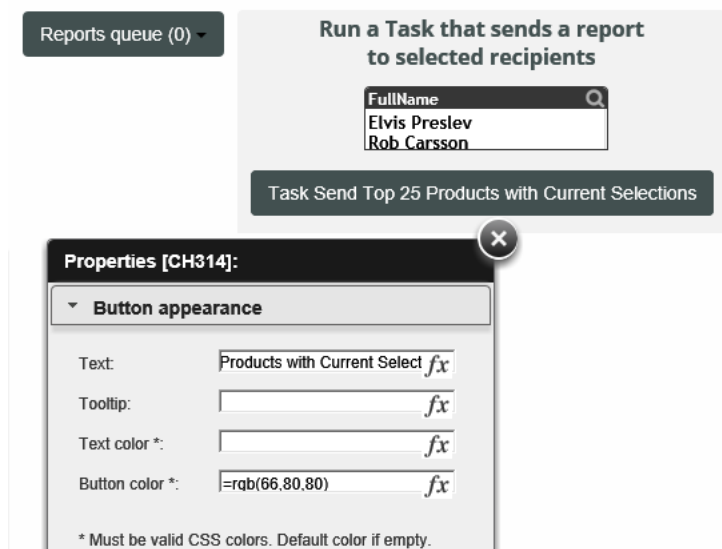 Reports queue (0)
Run a Task that sends a report
to selected recipients
FullName
Elvis Preslev
Rob Carsson
Task Send Top 25 Products with Current Selections
Properties [CH314]:
Button appearance
Text: Products with Current Select fx
Tooltip: fx
Text color *: fx
Button color *: =rgb(66,80,80) fx
* Must be valid CSS colors. Default color if empty.